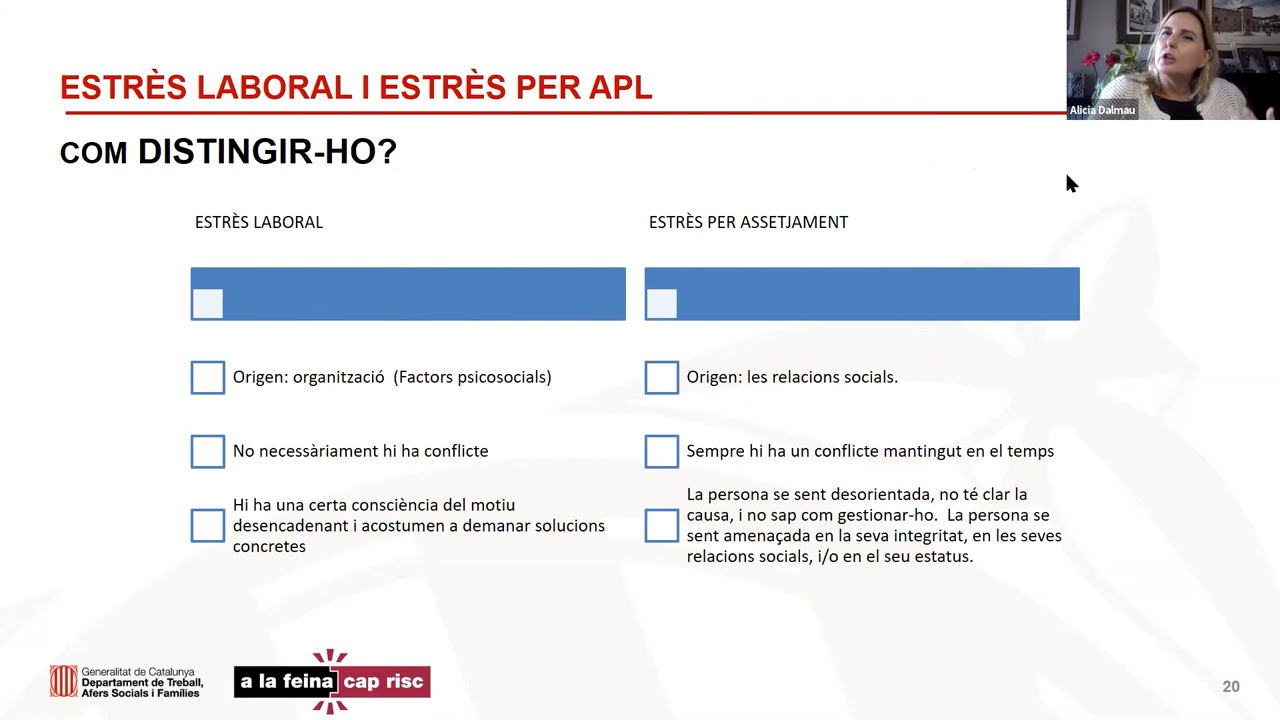 Alicia Dalmau
ESTRÈS LABORAL I ESTRÈS PER APL
COM DISTINGIR-HO?
ESTRÈS LABORAL
Origen: organització (Factors psicosocials)
No necessàriament hi ha conflicte
Hi ha una certa consciència del motiu
desencadenant i acostumen a demanar solucions
concretes
ESTRÈS PER ASSETJAMENT
Origen: les relacions socials.
Sempre hi ha un conflicte mantingut en el temps
La persona se sent desorientada, no té clar la
causa, i no sap com gestionar-ho. La persona se
sent amenaçada en la seva integritat, en les seves
relacions socials, i/o en el seu estatus.
Generalitat de Catalunya
Departament de Treball,
Afers Socials i Famílies
a la feina cap risc
20